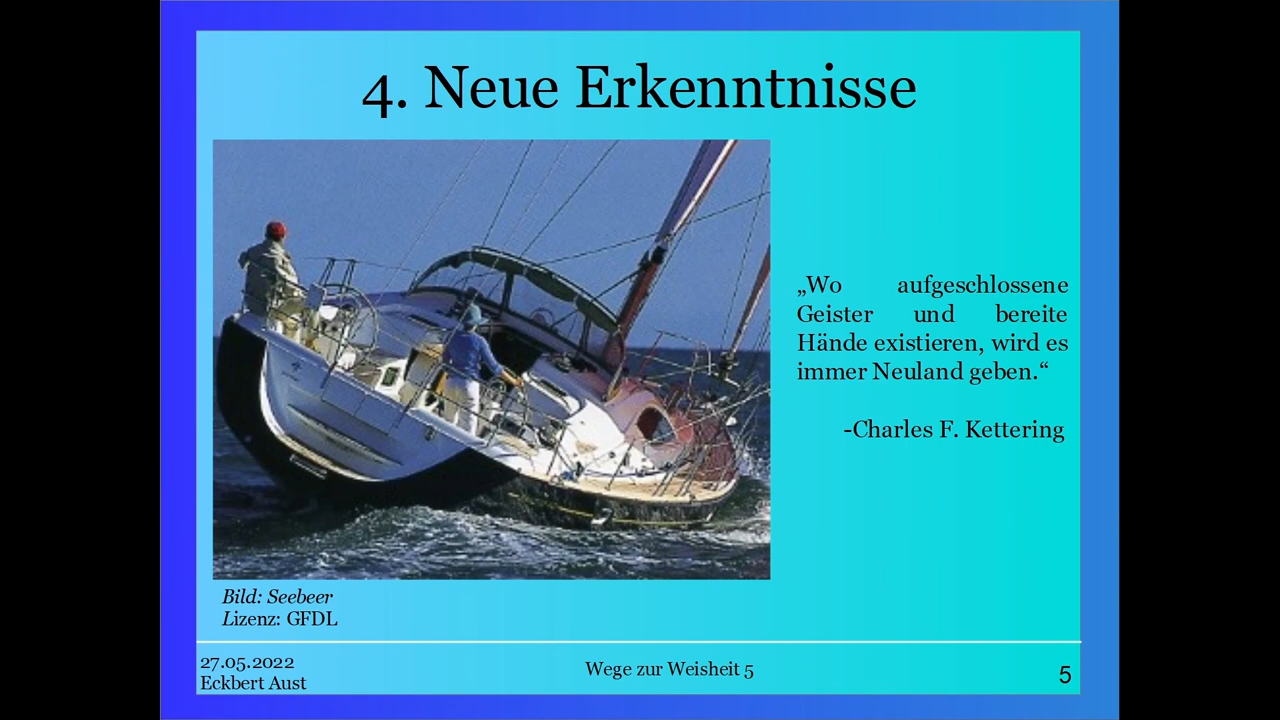 4. Neue Erkenntnisse
„Wo aufgeschlossene
Geister und bereite
Hände existieren, wird es
immer Neuland geben.“
-Charles F. Kettering
Bild: Seebeer
Lizenz: GFDL
27.05.2022
Eckbert Aust
Wege zur Weisheit 5
5